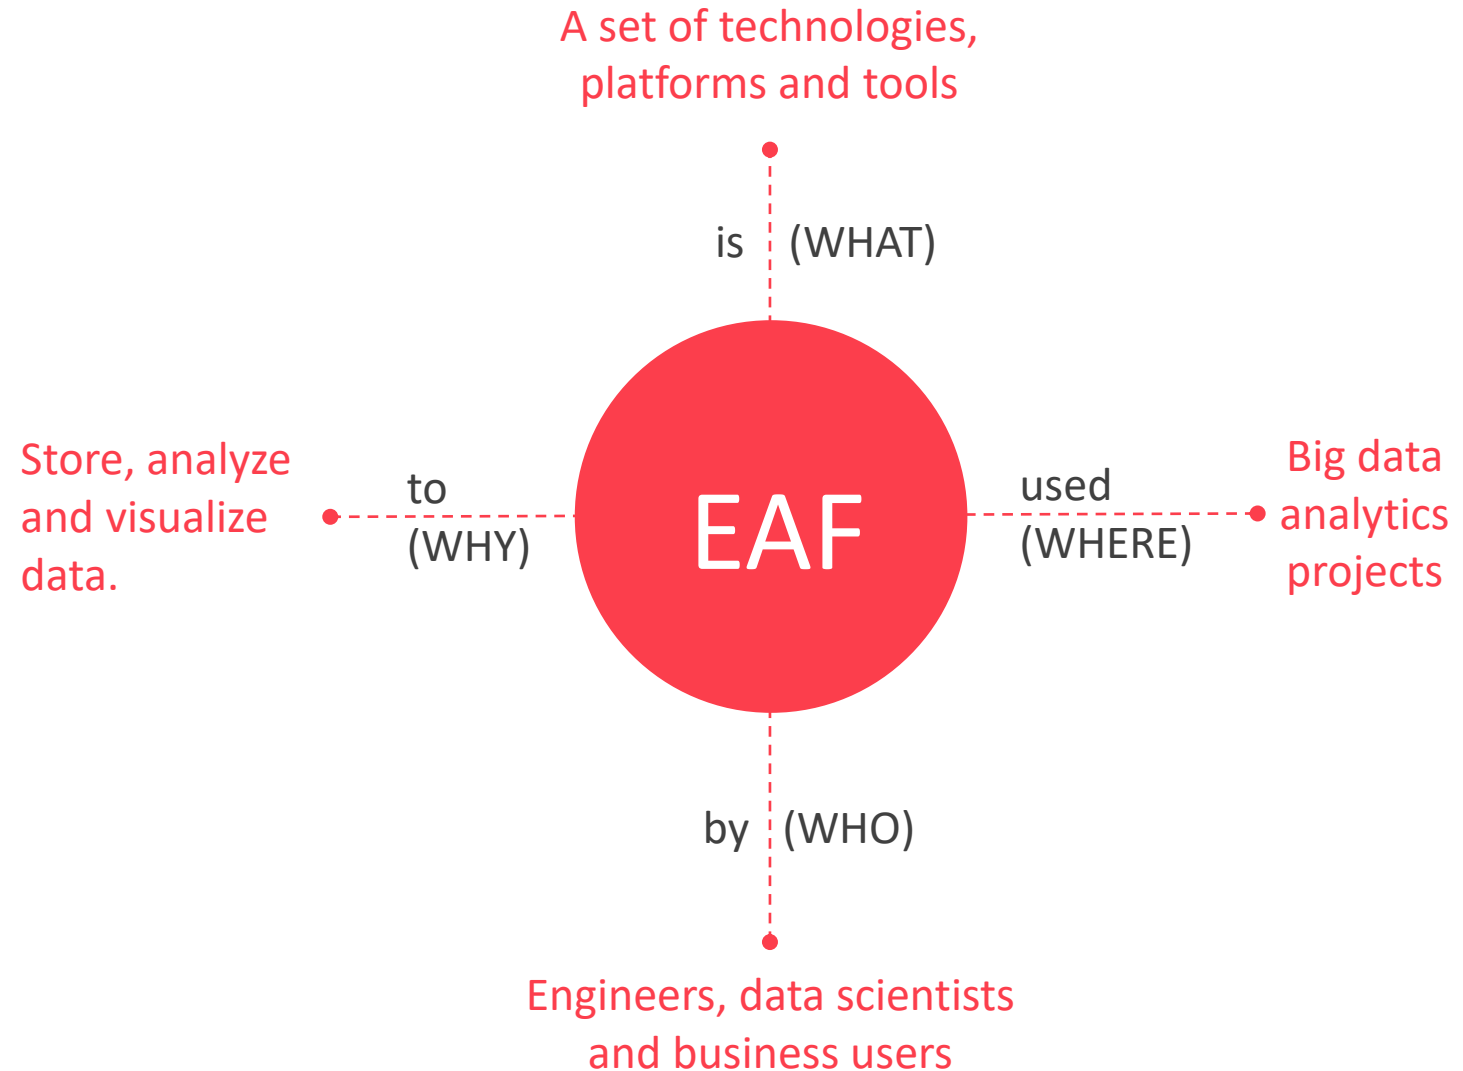 A set of technologies,
platforms and tools
is (WHAT)
Store, analyze
and visualize
data.
to
(WHY)
EAF
used
(WHERE)
Big data
analytics
projects
by (WHO)
Engineers, data scientists
and business users